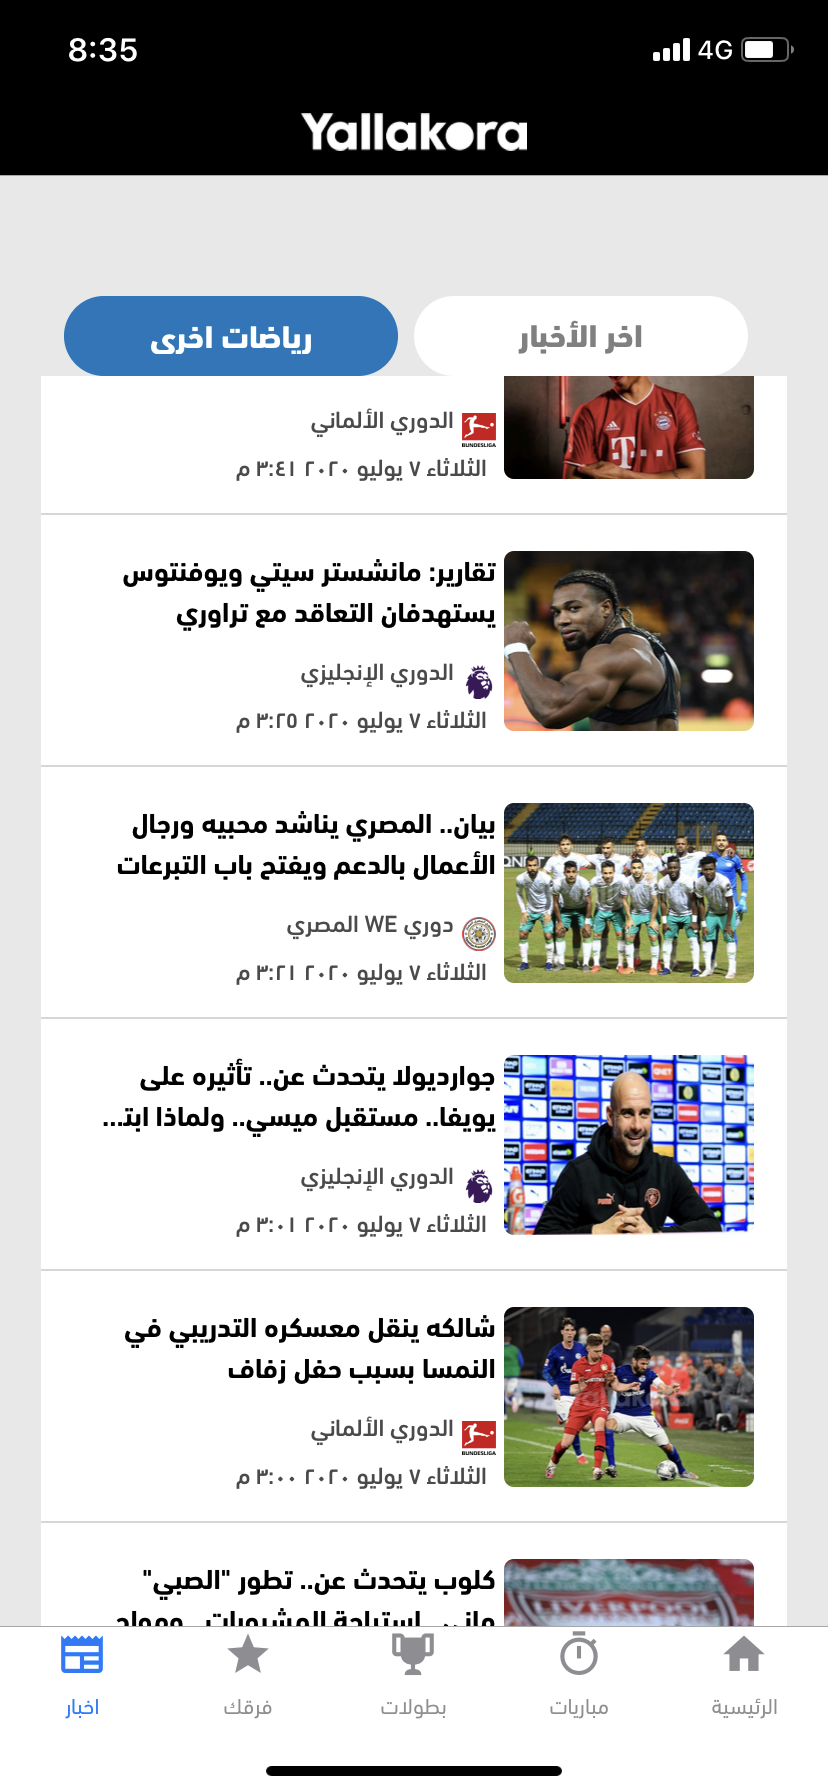 8:35
4G
Yallakora
اخر الأخبار
رياضات اخرى
الدوري الألماني
الثلاثاء ٧ يوليو ٢٠٢٠ ٣:٤١ م
تقارير: مانشستر سيتي ويوفنتوس
يستهدفان التعاقد مع تراوري
الدوري الإنجليزي
الثلاثاء ٧ يوليو ٢٠٢٠ ٣:٢٥ م
بيان.. المصري يناشد محبيه ورجال
الأعمال بالدعم ويفتح باب التبرعات
دوري WE المصري
الثلاثاء ٧ يوليو ٢٠٢٠ ٣:٢١ م
جوارديولا يتحدث عن.. تأثيره على
يويفا.. مستقبل ميسي.. ولماذا ابتـ...
الدوري الإنجليزي
الثلاثاء ٧ يوليو ٢٠٢٠ ٣:٠١ م
شالكه ينقل معسكره التدريبي في
النمسا بسبب حفل زفاف
الدوري الألماني
الثلاثاء ٧ يوليو ٢٠٢٠ ٣:٠٠ م
كلوب يتحدث عن.. تطور "الصبي"
ماني.. استراحة المشروبات.. ومواجـ
الرئيسية
مباريات
بطولات
فرقك
اخبار